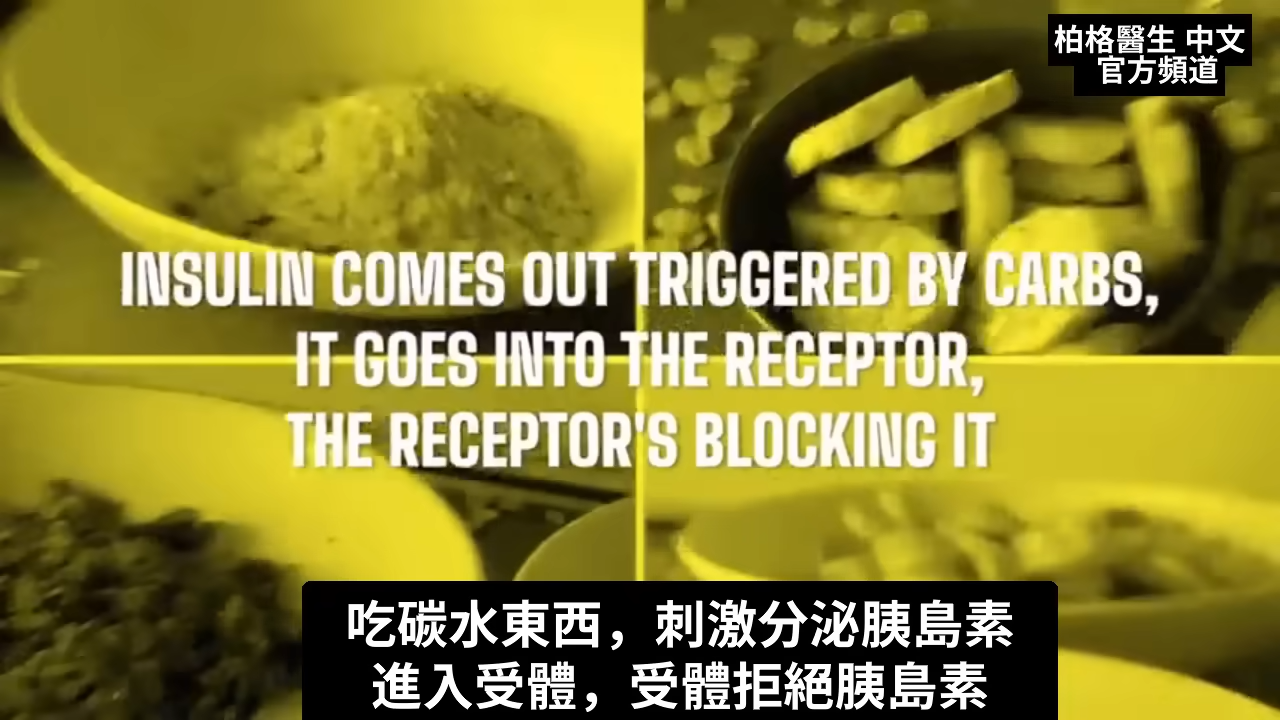 柏格醫生 中文
官方頻道
INSULIN COMES OUT TRIGGERED BY CARBS,
IT GOES INTO THE RECEPTOR,
THE RECEPTOR'S BLOCKING IT
吃碳水東西，刺激分泌胰島素
進入受體，受體拒絕胰島素